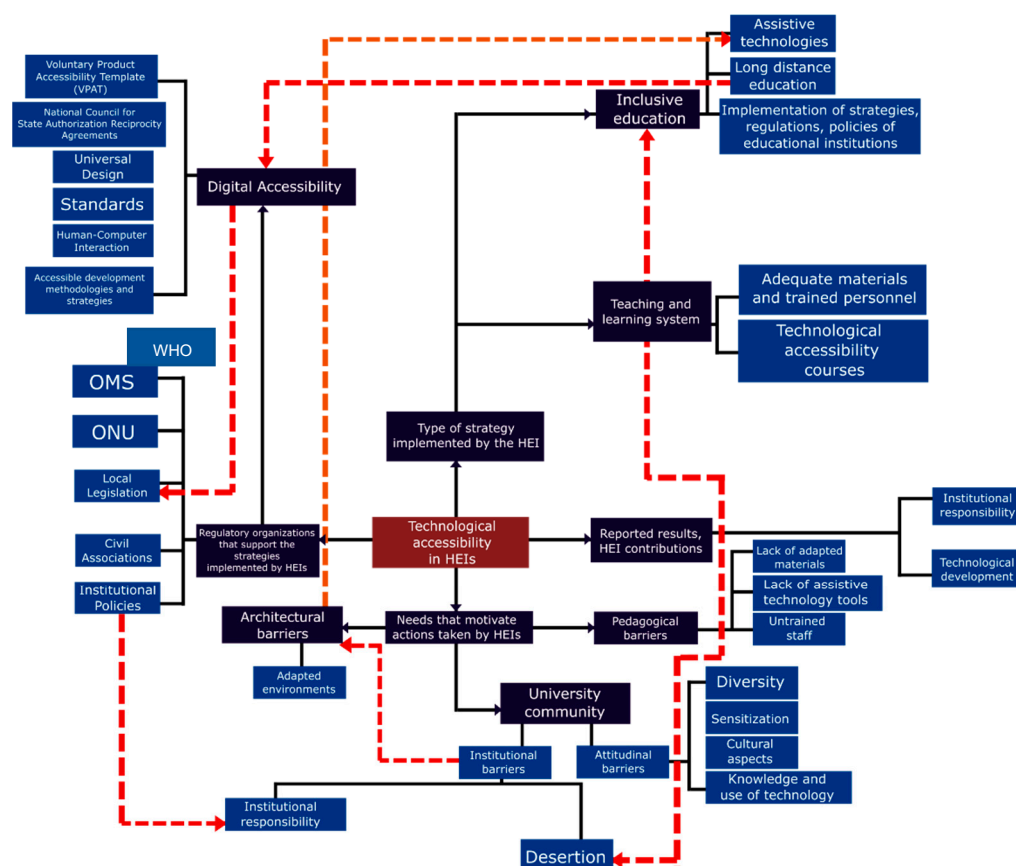 Assistive
technologies
Long distance
education
Implementation of strategies,
regulations, policies of
educational institutions
Inclusive
education
Voluntary Product
Accessibility Template
(VPAT)
National Council for
State Authorization Reciprocity
Agreements
Universal
Design
Standards
Human-Computer
Interaction
Accessible development
methodologies and
strategies
Digital Accessibility
Teaching and
learning system
Adequate materials
and trained personnel
Technological
accessibility
courses
WHO
OMS
ONU
Local
Legislation
Civil
Associations
Institutional
Policies
Type of strategy
implemented by the HEI
Regulatory organizations
that support the
strategies
implemented by HEIs
Technological
accessibility
in HEIs
Reported results,
HEI contributions
Institutional
responsibility
Technological
development
Lack of adapted
materials
Lack of assistive
technology tools
Untrained
staff
Architectural
barriers
Needs that motivate
actions taken by HEIs
Pedagogical
barriers
Adapted
environments
University
community
Diversity
Sensitization
Cultural
aspects
Knowledge and
use of technology
Institutional
barriers
Attitudinal
barriers
Institutional
responsibility
Desertion